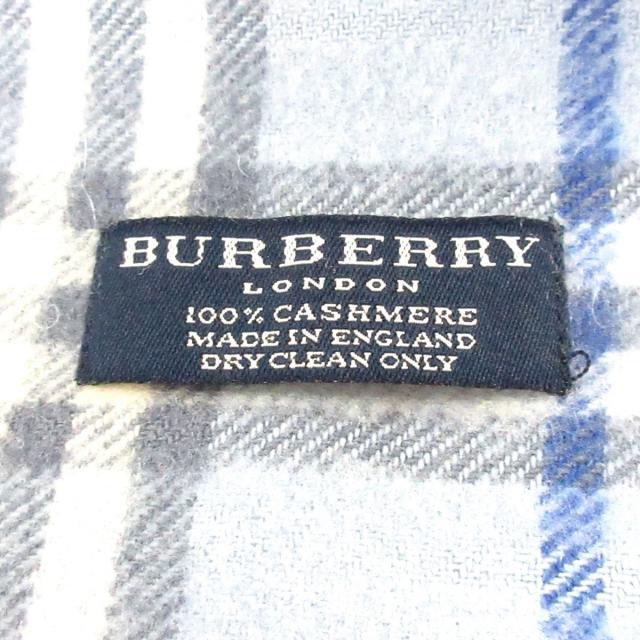 BURBERRY
LONDON
100% CASHMERE
MADE IN ENGLAND
DRY CLEAN ONLY